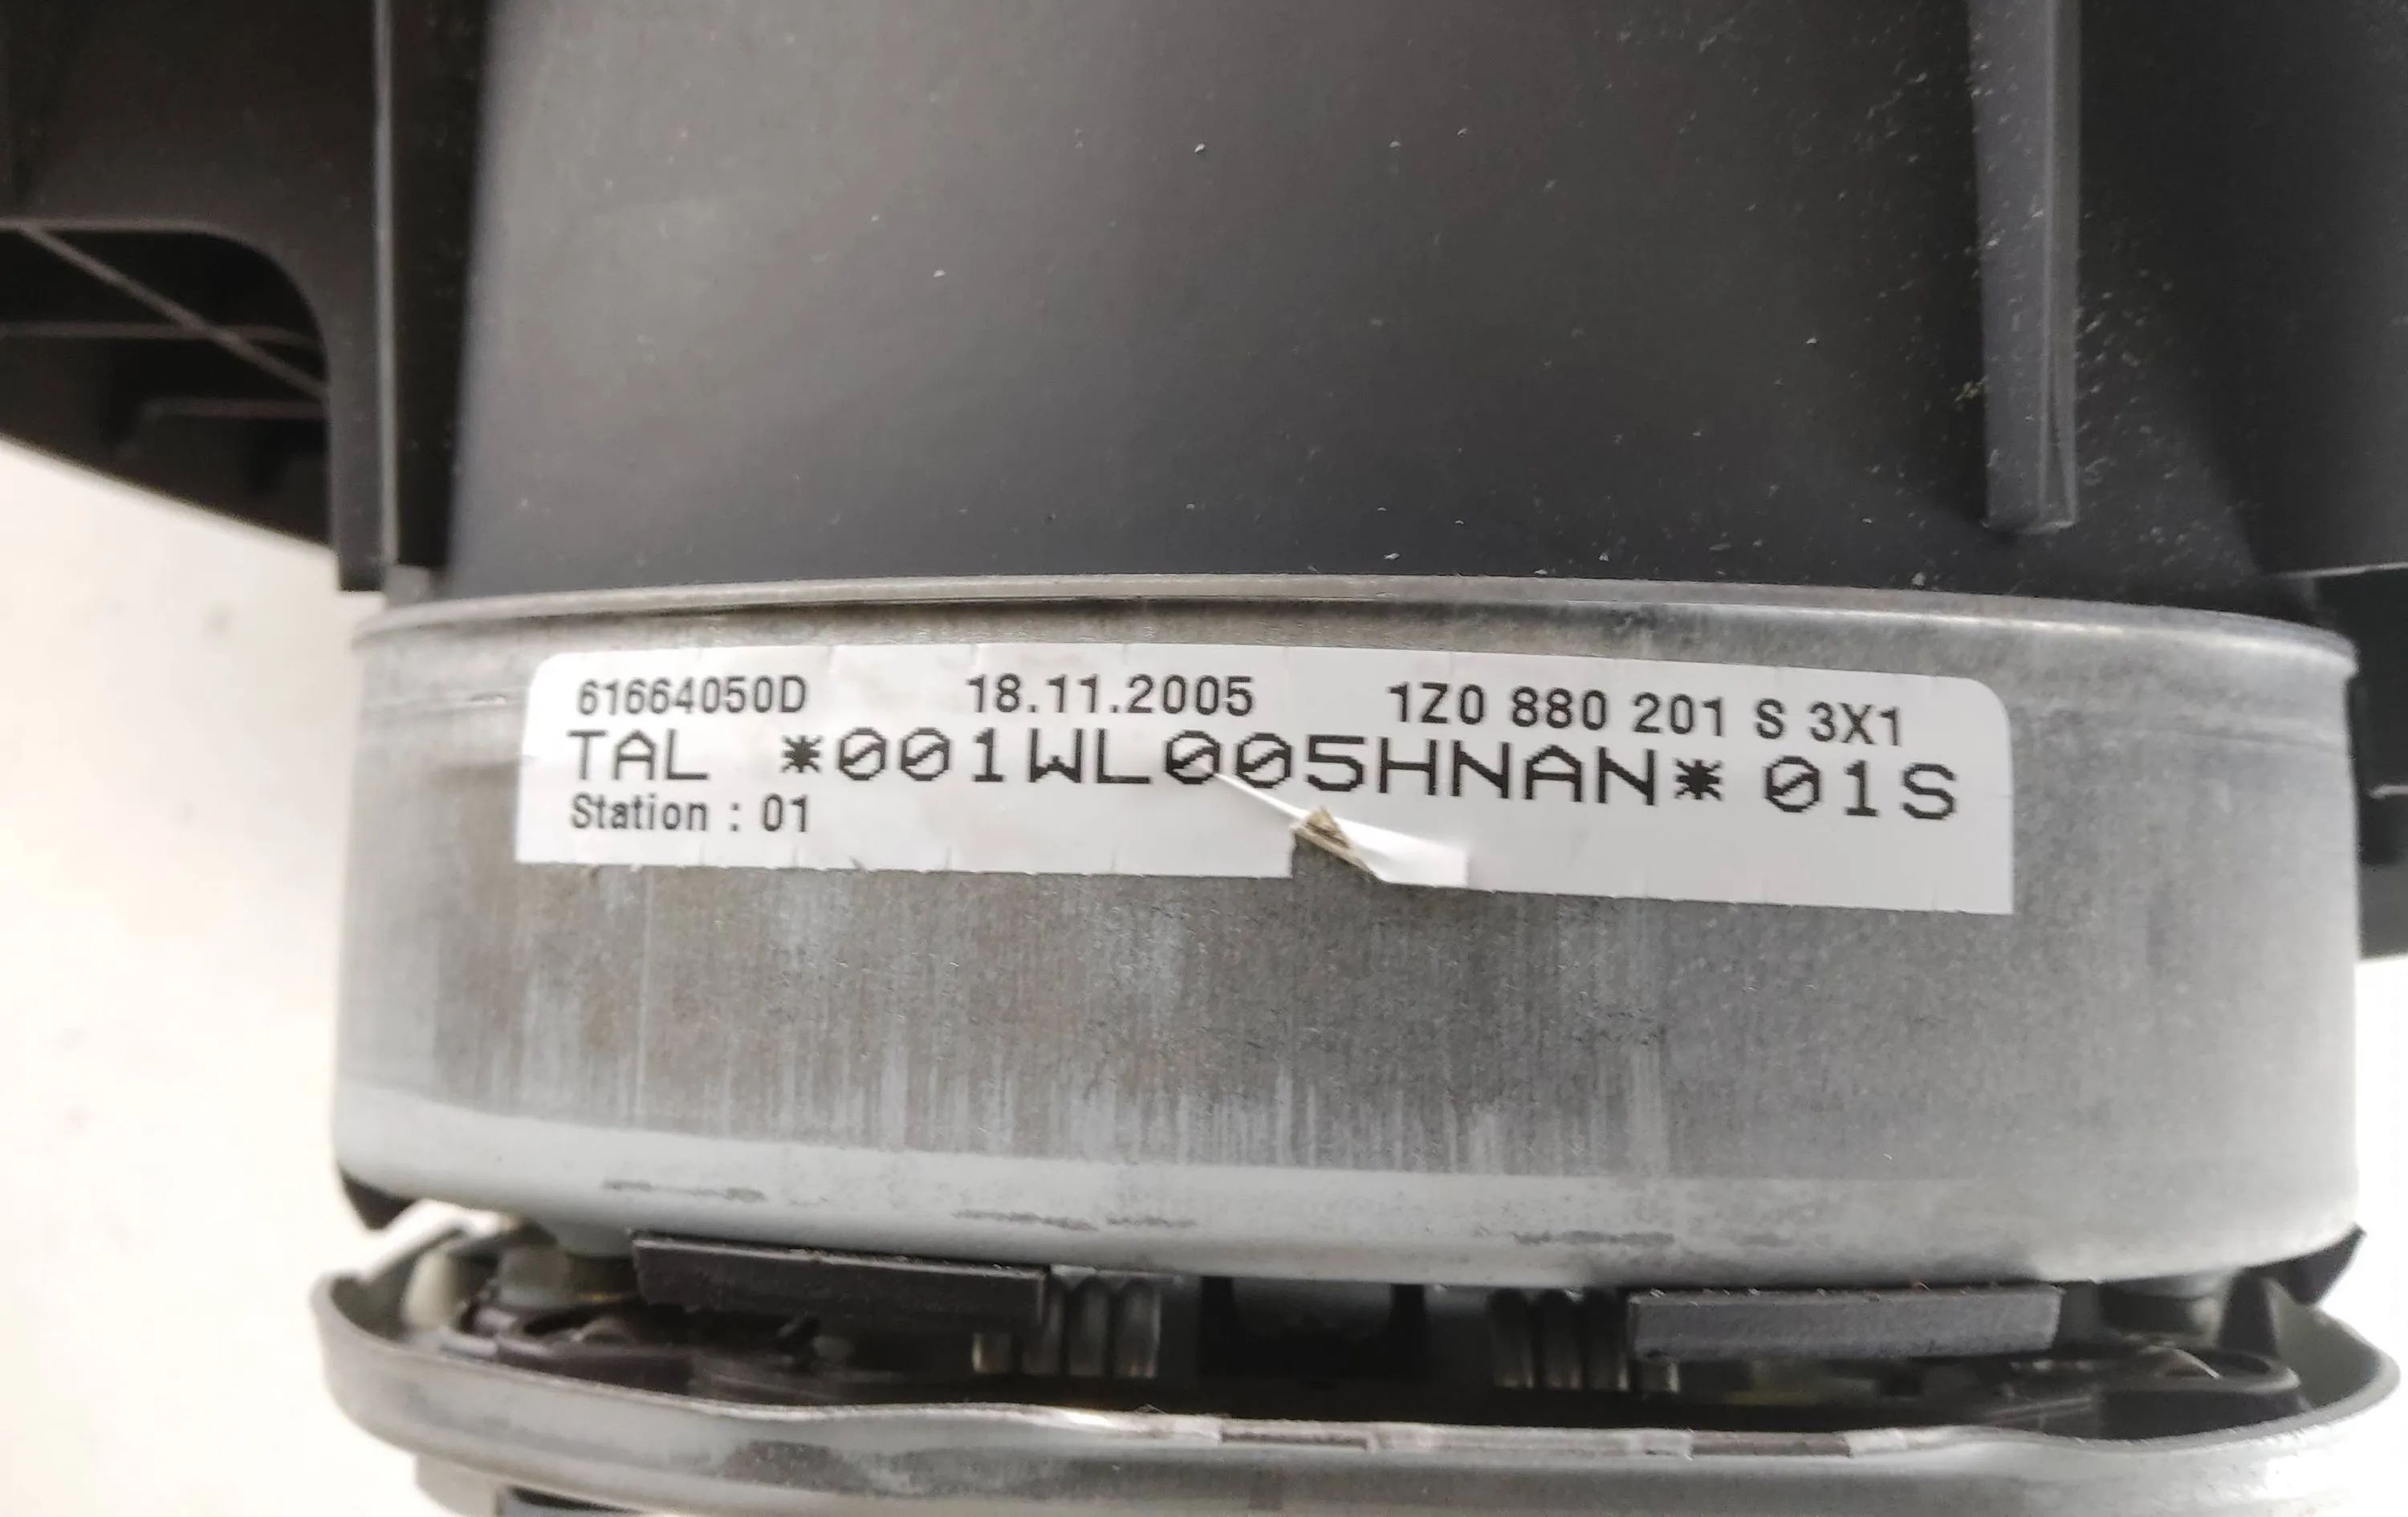 61664050D 18.11.2005 1Z0 880 201 S 3X1
TAL *001WL005HNAN* 01S
Station : 01